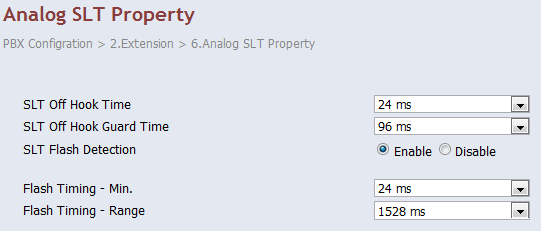 Analog SLT Property
PBX Configration > 2.Extension > 6.Analog SLT Property
SLT Off Hook Time 24 ms
SLT Off Hook Guard Time 96 ms
SLT Flash Detection Enable Disable
Flash Timing - Min. 24 ms
Flash Timing - Range 1528 ms